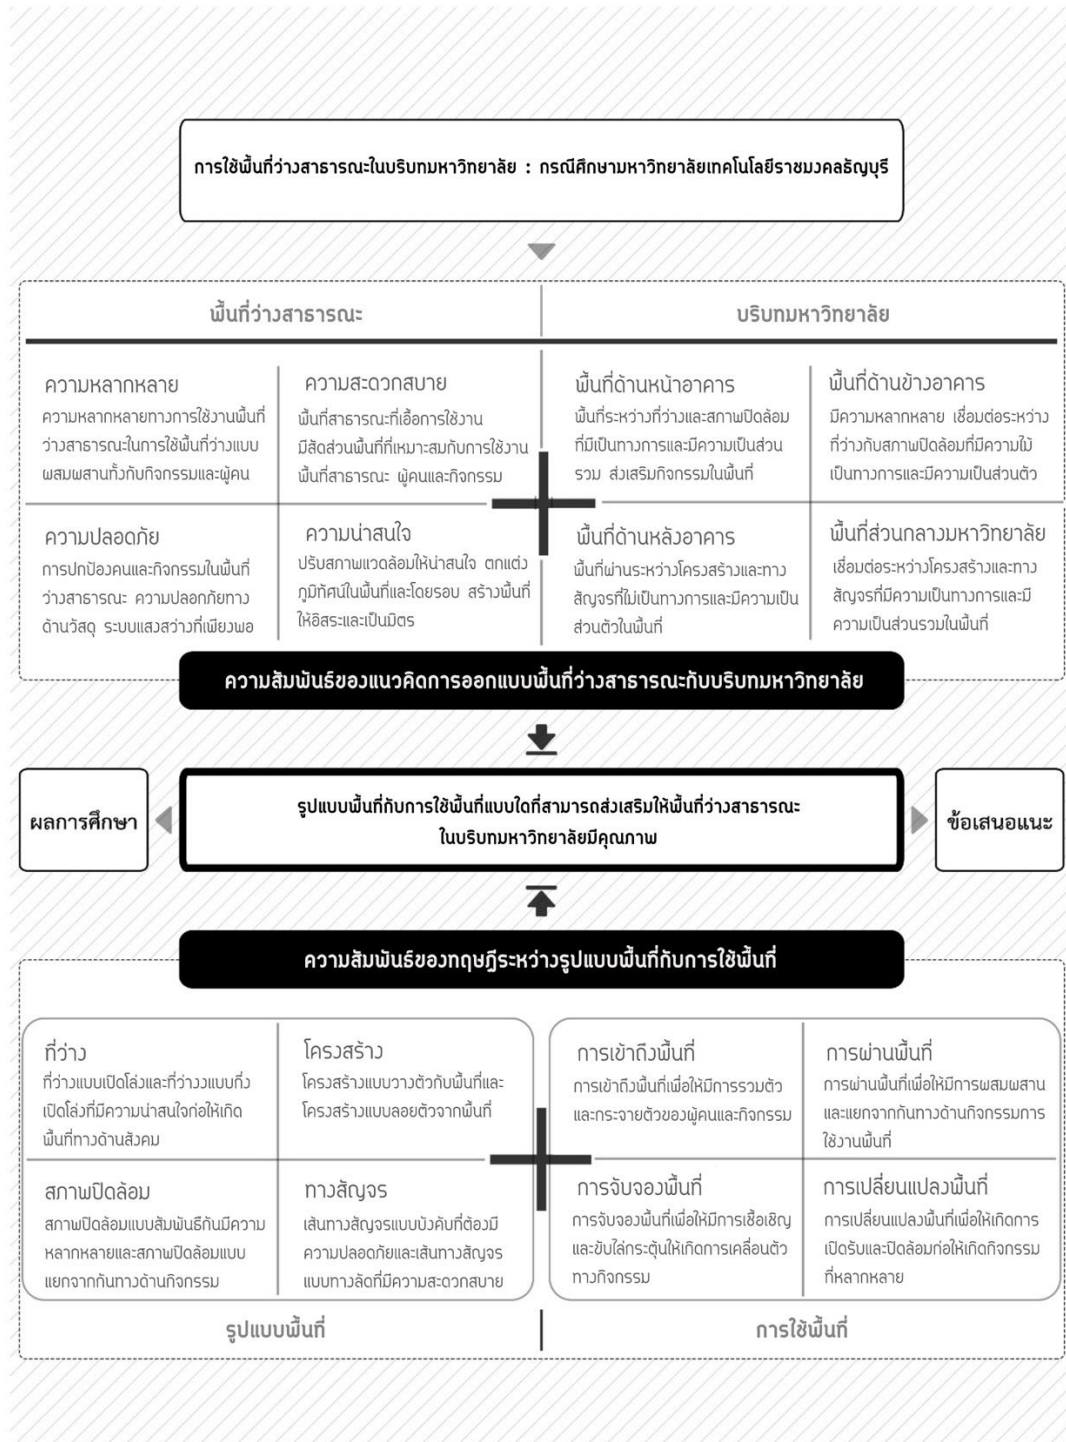 การใช้พื้นที่ว่างสาธารณะในบริบทมหาวิทยาลัย : กรณีศึกษามหาวิทยาลัยเทคโนโลยีราชมงคลธัญบุรี
พื้นที่ว่างสาธารณะ
บริบทมหาวิทยาลัย
ความหลากหลาย
ความหลากหลายทางการใช้งานพื้นที่
ว่างสาธารณะในการใช้พื้นที่ว่างแบบ
ผสมผสานทั้งกับกิจกรรมและผู้คน
ความสะดวกสบาย
พื้นที่สาธารณะที่เอื้อการใช้งาน
มีสัดส่วนพื้นที่ที่เหมาะสมกับการใช้งาน
พื้นที่สาธารณะ ผู้คนและกิจกรรม
พื้นที่ด้านหน้าอาคาร
พื้นที่ระหว่างที่ว่างและสภาพปิดล้อม
ที่มีเป็นทางการและมีความเป็นส่วน
รวม ส่งเสริมกิจกรรมในพื้นที่
พื้นที่ด้านข้างอาคาร
มีความหลากหลาย เชื่อมต่อระหว่าง
ที่ว่างกับสภาพปิดล้อมที่มีความไม้
เป็นทางการและมีความเป็นส่วนตัว
ความปลอดภัย
การปกป้องคนและกิจกรรมในพื้นที่
ว่างสาธารณะ ความปลอกภัยทาง
ด้านวัสดุ ระบบแสงสว่างที่เพียงพอ
ความน่าสนใจ
ปรับสภาพแวดล้อมให้น่าสนใจ ตกแต่ง
ภูมิทัศน์ในพื้นที่และโดยรอบ สร้างพื้นที่
ให้อิสระและเป็นมิตร
พื้นที่ด้านหลังอาคาร
พื้นที่ผ่านระหว่างโครงสร้างและทาง
สัญจรที่ไม่เป็นทางการและมีความเป็น
ส่วนตัวในพื้นที่
พื้นที่ส่วนกลางมหาวิทยาลัย
เชื่อมต่อระหว่างโครงสร้างและทาง
สัญจรที่มีความเป็นทางการและมี
ความเป็นส่วนรวมในพื้นที่
ความสัมพันธ์ของแนวคิดการออกแบบพื้นที่ว่างสาธารณะกับบริบทมหาวิทยาลัย
ผลการศึกษา
รูปแบบพื้นที่กับการใช้พื้นที่แบบใดที่สามารถส่งเสริมให้พื้นที่ว่างสาธารณะ
ในบริบทมหาวิทยาลัยมีคุณภาพ
ข้อเสนอแนะ
ความสัมพันธ์ของทฤษฎีระหว่างรูปแบบพื้นที่กับการใช้พื้นที่
ที่ว่าง
ที่ว่างแบบเปิดโล่งและที่ว่างงแบบกึ่ง
เปิดโล่งที่มีความน่าสนใจก่อให้เกิด
พื้นที่ทางด้านสังคม
โครงสร้าง
โครงสร้างแบบวางตัวกับพื้นที่และ
โครงสร้างแบบลอยตัวจากพื้นที่
การเข้าถึงพื้นที่
การเข้าถึงพื้นที่เพื่อให้มีการรวมตัว
และกระจายตัวของผู้คนและกิจกรรม
การผ่านพื้นที่
การผ่านพื้นที่เพื่อให้มีการผสมผสาน
และแยกจากกันทางด้านกิจกรรมการ
ใช้งานพื้นที่
สภาพปิดล้อม
สภาพปิดล้อมแบบสัมพันธ์กันมีความ
หลากหลายและสภาพปิดล้อมแบบ
แยกจากกันทางด้านกิจกรรม
ทางสัญจร
เส้นทางสัญจรแบบบังคับที่ต้องมี
ความปลอดภัยและเส้นทางสัญจร
แบบทางลัดที่มีความสะดวกสบาย
การจับจองพื้นที่
การจับจองพื้นที่เพื่อให้มีการเชื้อเชิญ
และขับไล่กระตุ้นให้เกิดการเคลื่อนตัว
ทางกิจกรรม
การเปลี่ยนแปลงพื้นที่
การเปลี่ยนแปลงพื้นที่เพื่อให้เกิดการ
เปิดรับและปิดล้อมก่อให้เกิดกิจกรรม
ที่หลากหลาย
รูปแบบพื้นที่
การใช้พื้นที่